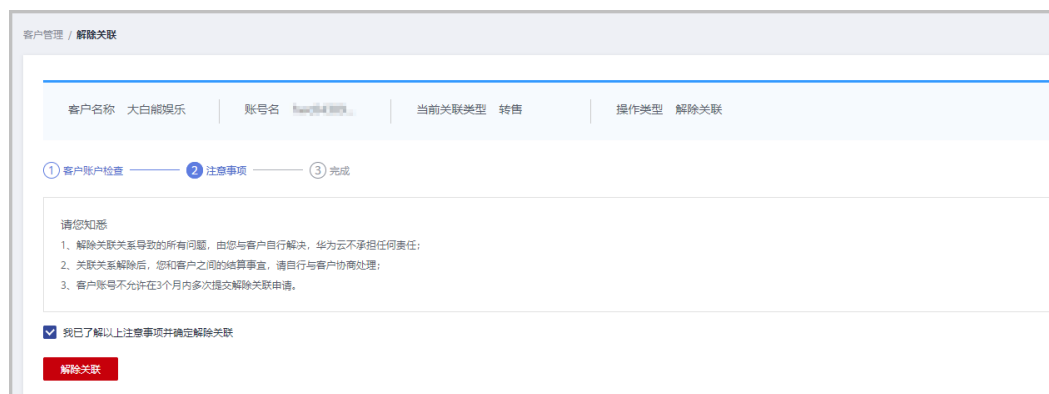 客户管理 / 解除关联
客户名称 大白熊娱乐 账号名 当前关联类型 转售 操作类型 解除关联
1 客户账户检查 2 注意事项 3 完成
请您知悉
1、解除关联关系导致的所有问题，由您与客户自行解决，华为云不承担任何责任；
2、关联关系解除后，您和客户之间的结算事宜，请自行与客户协商处理；
3、客户账号不允许在3个月内多次提交解除关联申请。
我已了解以上注意事项并确定解除关联
解除关联